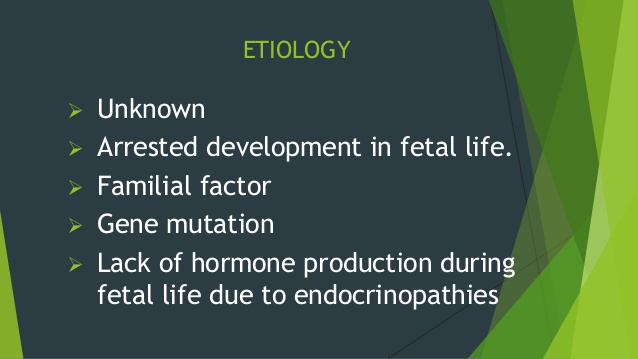 ETIOLOGY
Unknown
Arrested development in fetal life.
Familial factor
Gene mutation
Lack of hormone production during
fetal life due to endocrinopathies